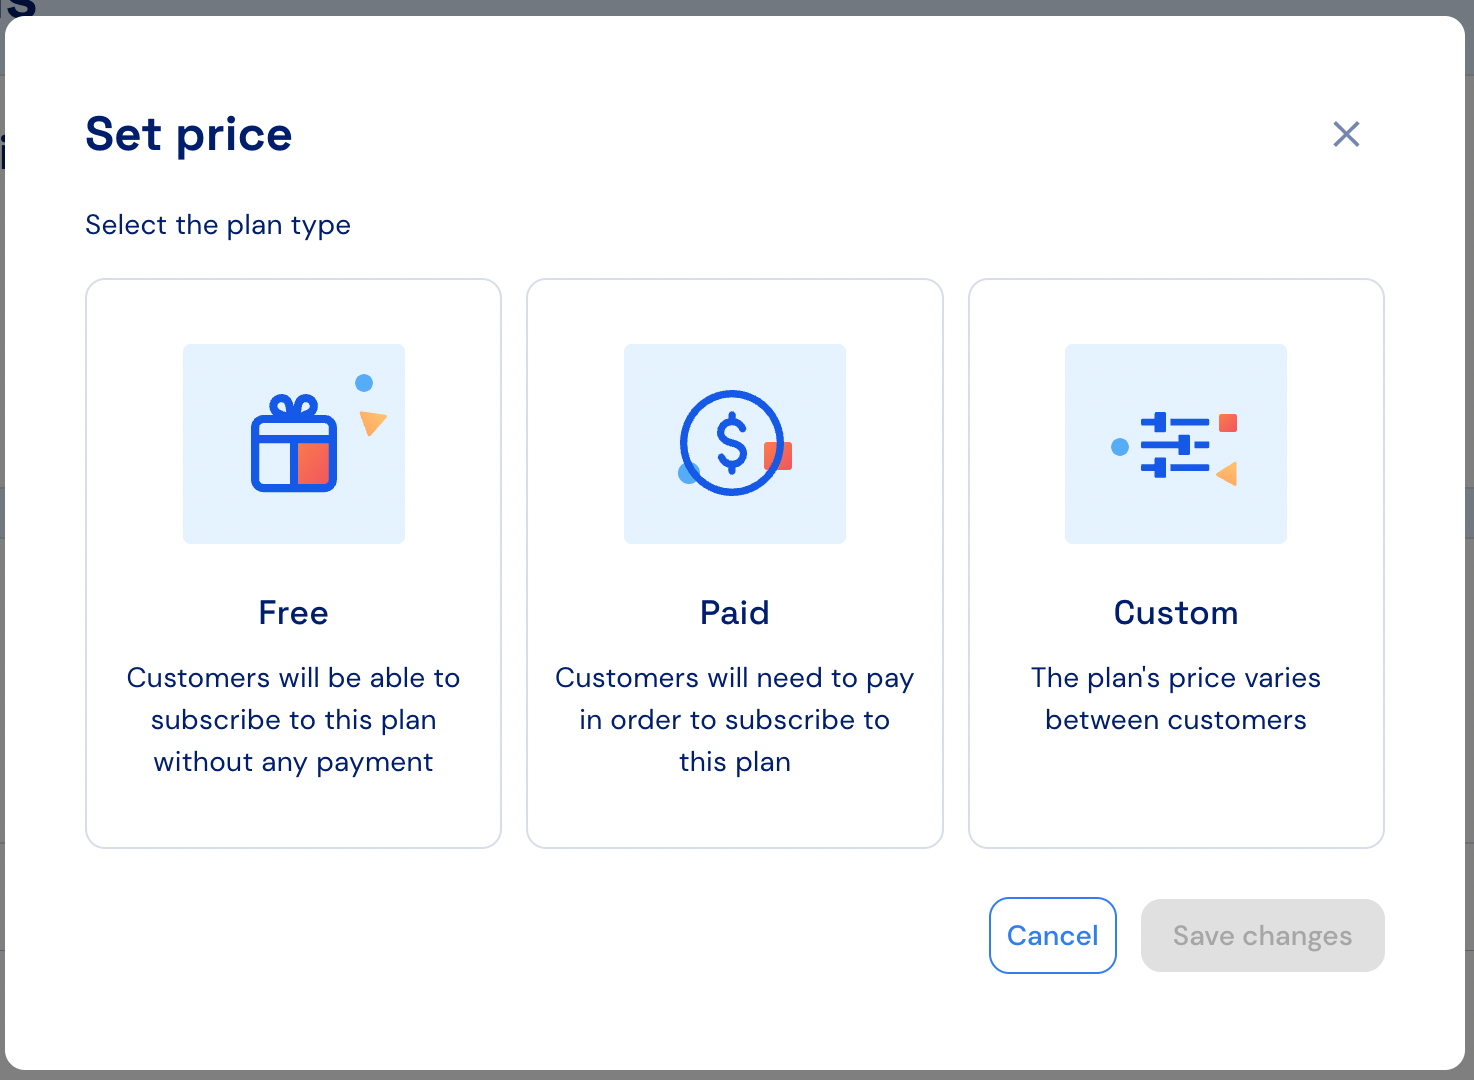 Set price
Select the plan type
Free
Customers will be able to
subscribe to this plan
without any payment
Paid
Customers will need to pay
in order to subscribe to
this plan
Custom
The plan's price varies
between customers
Cancel
Save changes